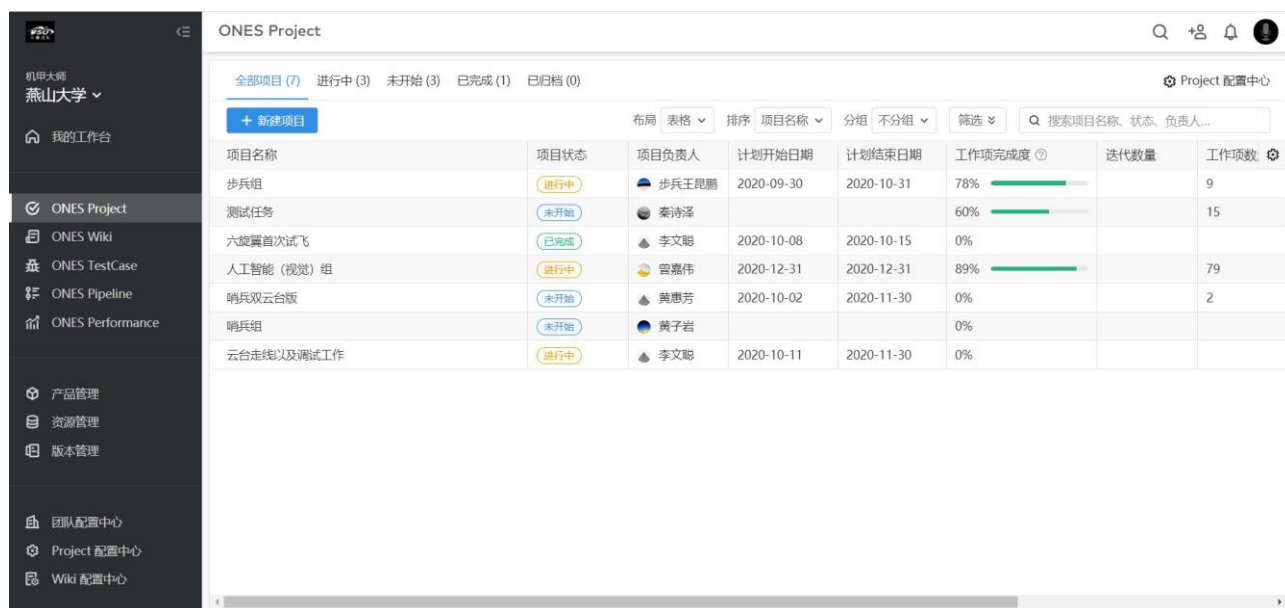 ONES Project
机甲大师
燕山大学
我的工作台
ONES Project
ONES Wiki
ONES TestCase
ONES Pipeline
ONES Performance
产品管理
资源管理
版本管理
团队配置中心
Project 配置中心
Wiki 配置中心
全部项目 (7) 进行中 (3) 未开始 (3) 已完成 (1) 已归档 (0) Project 配置中心
+ 新建项目 布局 表格 排序 项目名称 分组 不分组 筛选 搜索项目名称、状态、负责人...
项目名称 项目状态 项目负责人 计划开始日期 计划结束日期 工作项完成度 迭代数量 工作项数
步兵组 进行中 步兵王昆鹏 2020-09-30 2020-10-31 78% 9
测试任务 未开始 秦诗泽 60% 15
六旋翼首次试飞 已完成 李文聪 2020-10-08 2020-10-15 0%
人工智能（视觉）组 进行中 曾嘉伟 2020-12-31 2020-12-31 89% 79
哨兵双云台版 未开始 黄惠芳 2020-10-02 2020-11-30 0% 2
哨兵组 未开始 黄子岩 0%
云台走线以及调试工作 进行中 李文聪 2020-10-11 2020-11-30 0%